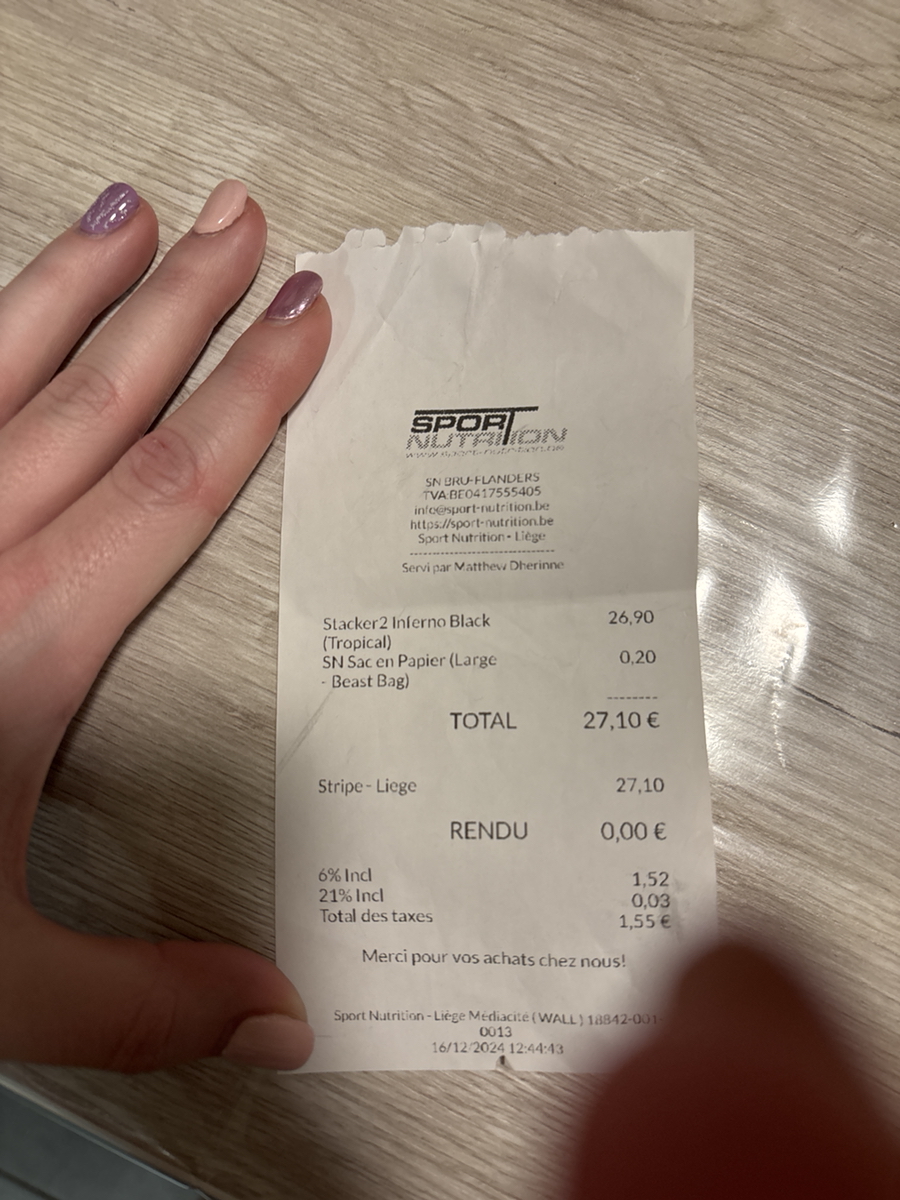 SPORT
NUTRITION
www.sport-nutrition.be
SN BRU-FLANDERS
TVA:BE0417555405
info@sport-nutrition.be
https://sport-nutrition.be
Sport Nutrition - Liège
--------------------------------
Servi par Matthew Dherinne
Stacker2 Inferno Black 26,90
(Tropical)
SN Sac en Papier (Large 0,20
- Beast Bag)
--------
TOTAL 27,10 €
Stripe - Liege 27,10
RENDU 0,00 €
6% Incl 1,52
21% Incl 0,03
Total des taxes 1,55 €
Merci pour vos achats chez nous!
Sport Nutrition - Liège Médiacité ( WALL ) 18842-001-
0013
16/12/2024 12:44:43